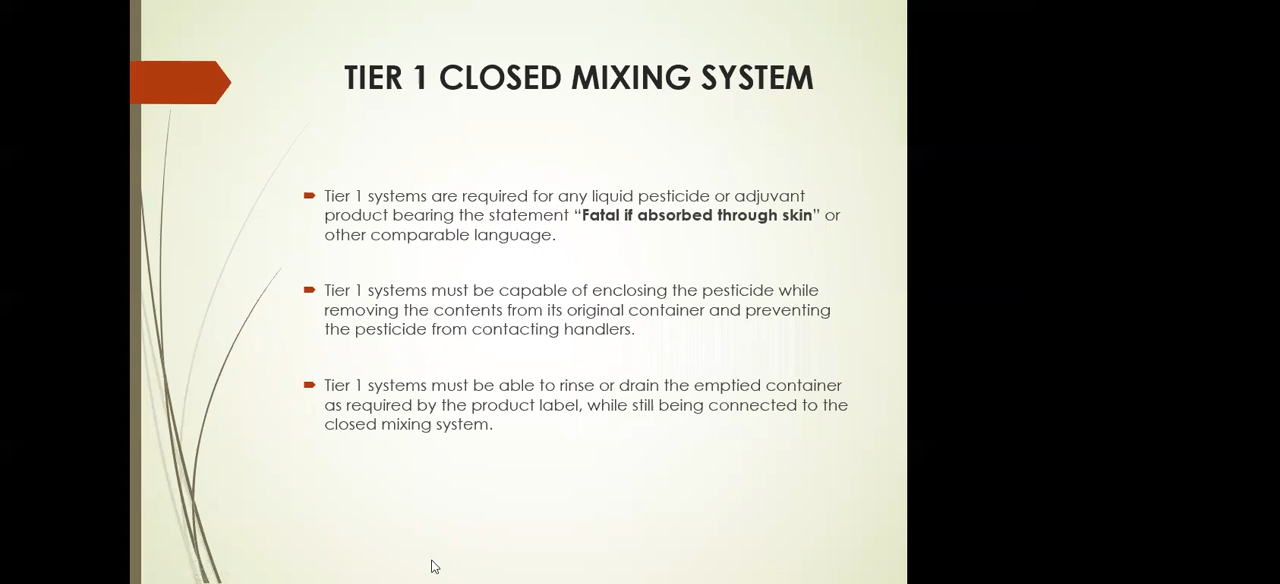 TIER 1 CLOSED MIXING SYSTEM
Tier 1 systems are required for any liquid pesticide or adjuvant
product bearing the statement “Fatal if absorbed through skin” or
other comparable language.
Tier 1 systems must be capable of enclosing the pesticide while
removing the contents from its original container and preventing
the pesticide from contacting handlers.
Tier 1 systems must be able to rinse or drain the emptied container
as required by the product label, while still being connected to the
closed mixing system.